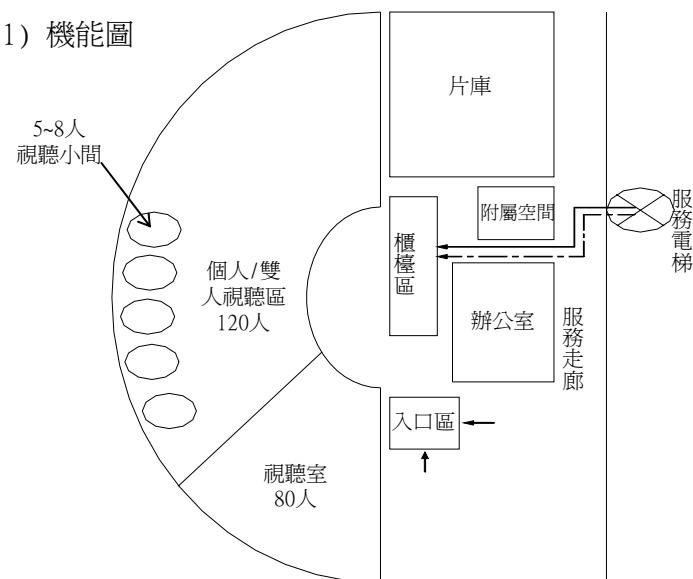 1) 機能圖
片庫
5~8人
視聽小間
附屬空間
服務電梯
櫃檯區
個人/雙
人視聽區
120人
辦公室
服務走廊
入口區
視聽室
80人